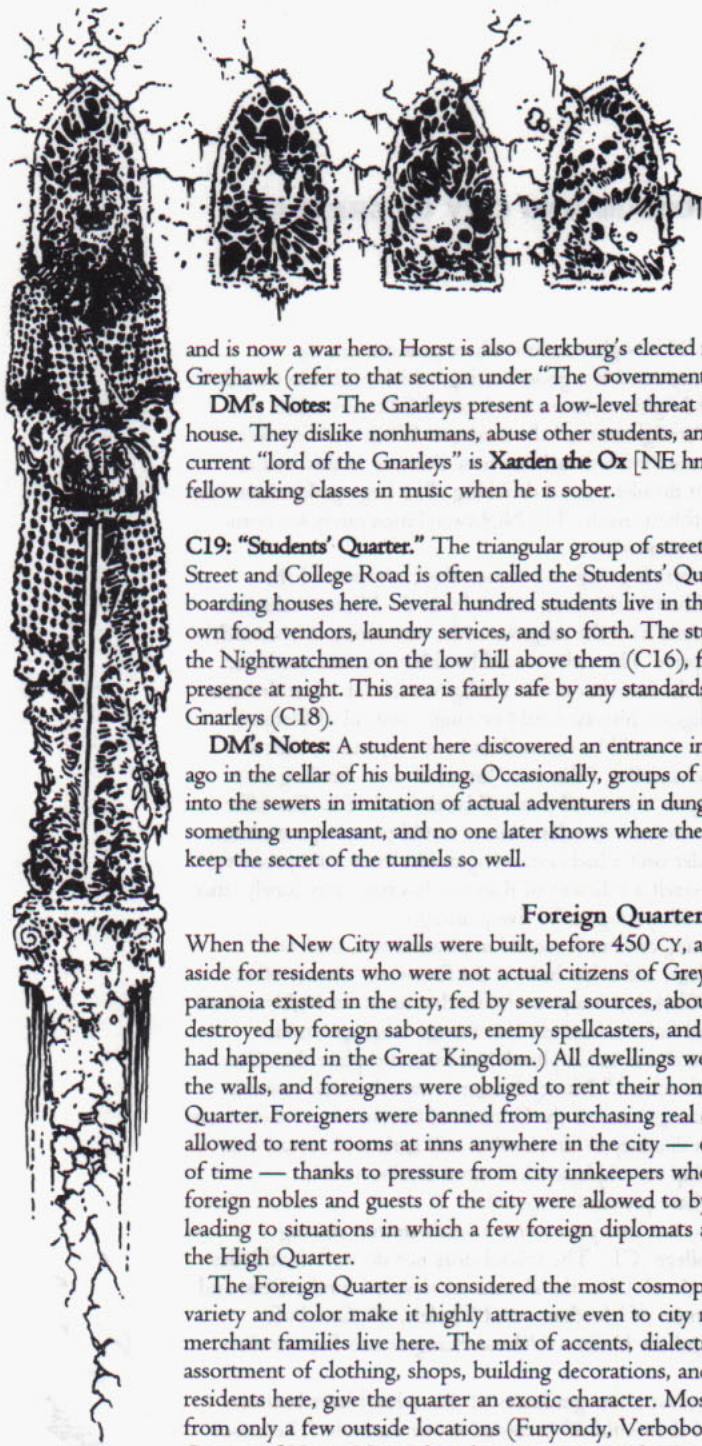 and is now a war hero. Horst is also Clerkburg's elected
Greyhawk (refer to that section under "The Government
DM's Notes: The Gnarleys present a low-level threat
house. They dislike nonhumans, abuse other students, an
current "lord of the Gnarleys" is Xarden the Ox [NE hm
fellow taking classes in music when he is sober.
C19: "Students' Quarter." The triangular group of street
Street and College Road is often called the Students' Qu
boarding houses here. Several hundred students live in th
own food vendors, laundry services, and so forth. The stu
the Nightwatchmen on the low hill above them (C16), f
presence at night. This area is fairly safe by any standards
Gnarleys (C18).
DM's Notes: A student here discovered an entrance in
ago in the cellar of his building. Occasionally, groups of
into the sewers in imitation of actual adventurers in dung
something unpleasant, and no one later knows where the
keep the secret of the tunnels so well.
Foreign Quarter
When the New City walls were built, before 450 CY, a
aside for residents who were not actual citizens of Grey
paranoia existed in the city, fed by several sources, abou
destroyed by foreign saboteurs, enemy spellcasters, and
had happened in the Great Kingdom.) All dwellings we
the walls, and foreigners were obliged to rent their hom
Quarter. Foreigners were banned from purchasing real
allowed to rent rooms at inns anywhere in the city —
of time — thanks to pressure from city innkeepers who
foreign nobles and guests of the city were allowed to by
leading to situations in which a few foreign diplomats a
the High Quarter.
The Foreign Quarter is considered the most cosmop
variety and color make it highly attractive even to city
merchant families live here. The mix of accents, dialect
assortment of clothing, shops, building decorations, and
residents here, give the quarter an exotic character. Mos
from only a few outside locations (Furyondy, Verbobo